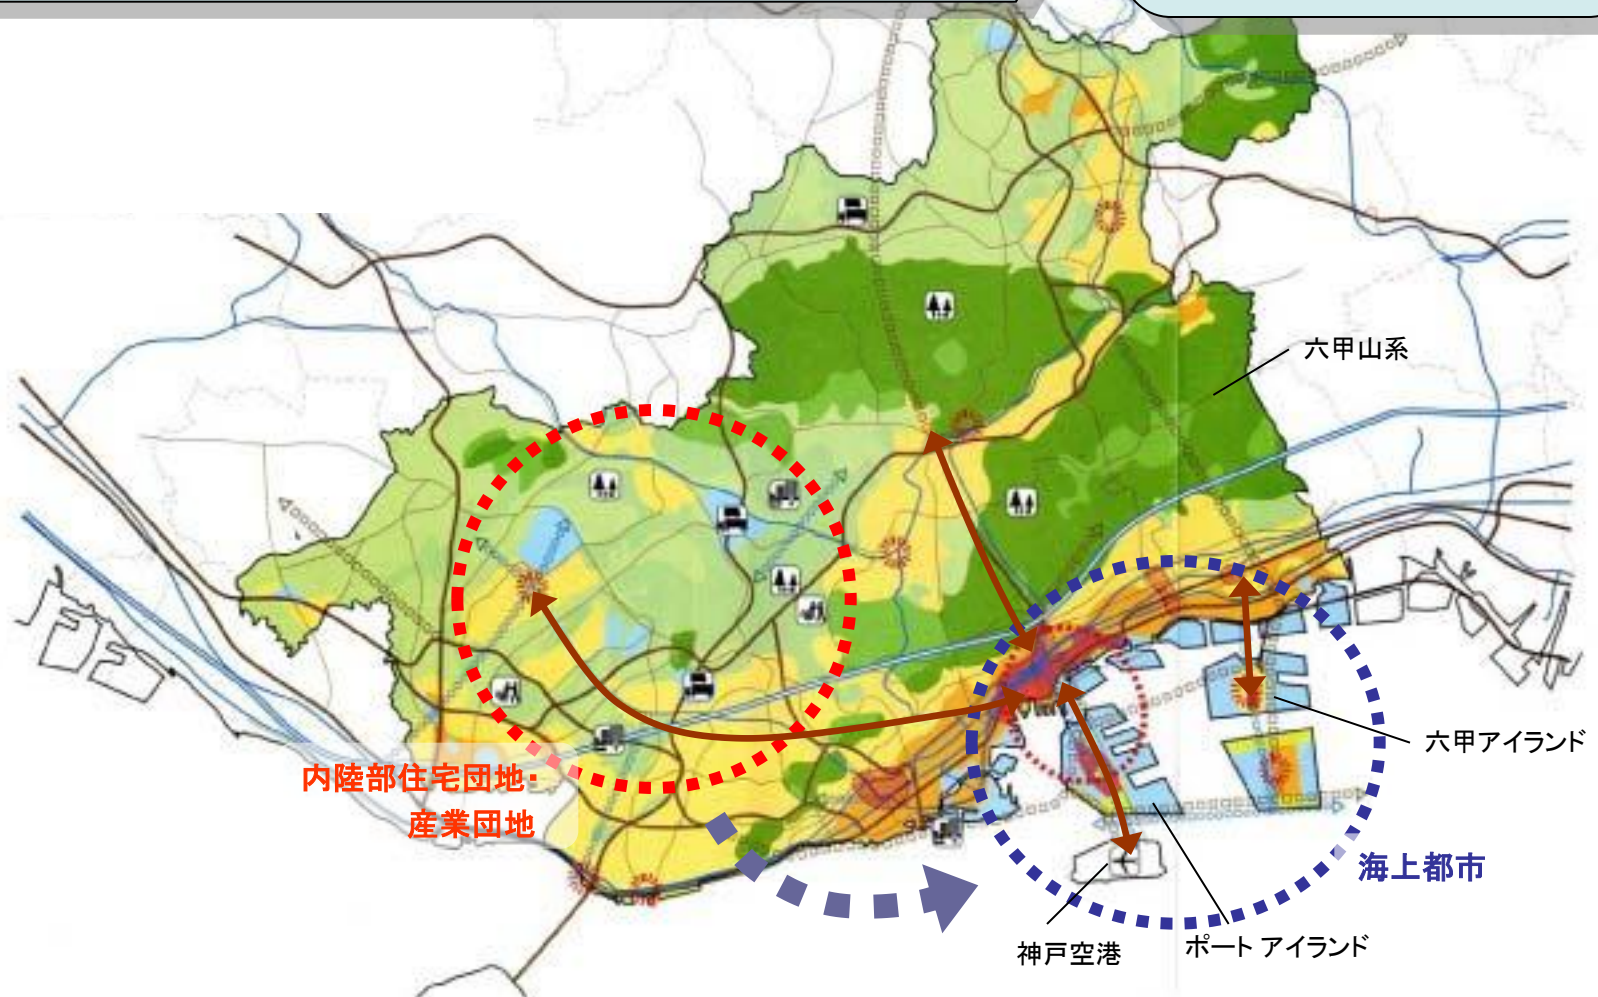 六甲山系
六甲アイランド
内陸部住宅団地・
産業団地
海上都市
神戸空港
ポートアイランド